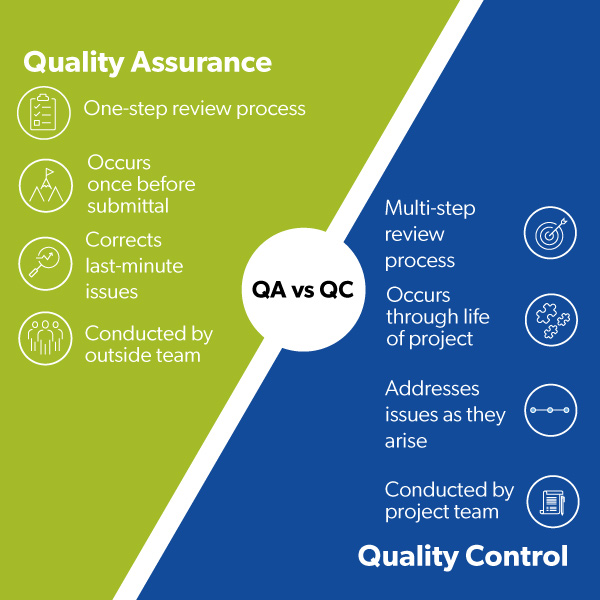 Quality Assurance
One-step review process
Occurs
once before
submittal
Corrects
last-minute
issues
Conducted by
outside team
QA vs QC
Multi-step
review
process
Occurs
through life
of project
Addresses
issues as they
arise
Conducted by
project team
Quality Control